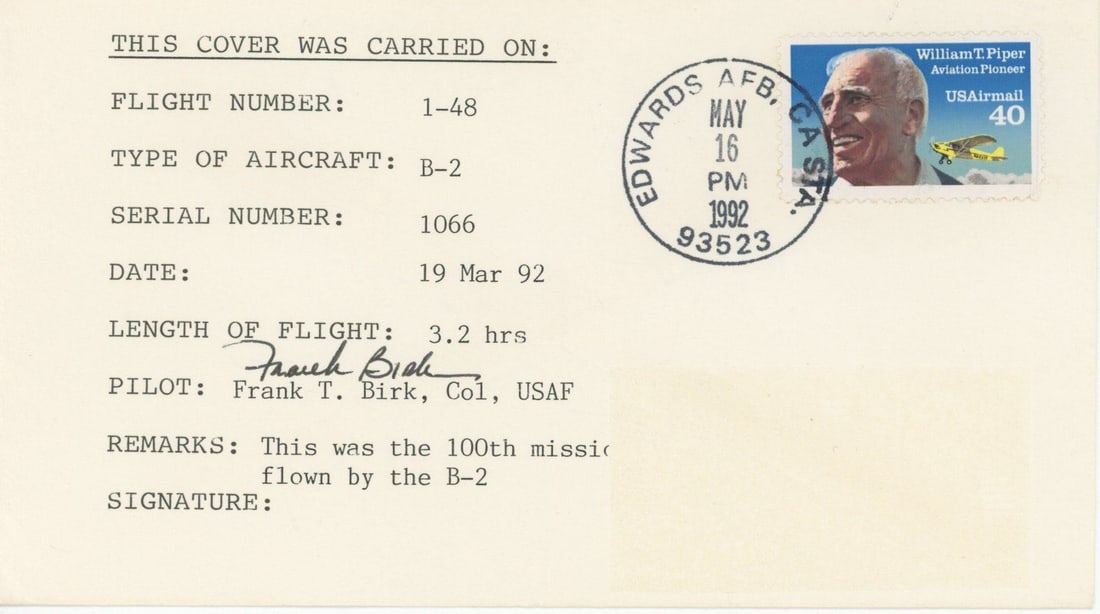 THIS COVER WAS CARRIED ON:
FLIGHT NUMBER: 1-48
TYPE OF AIRCRAFT: B-2
SERIAL NUMBER: 1066
DATE: 19 Mar 92
LENGTH OF FLIGHT: 3.2 hrs
Frank Birk
PILOT: Frank T. Birk, Col, USAF
REMARKS: This was the 100th missio
flown by the B-2
SIGNATURE:
EDWARDS AFB, CA STA.
MAY
16
PM
1992
93523
William T. Piper
Aviation Pioneer
USAirmail
40